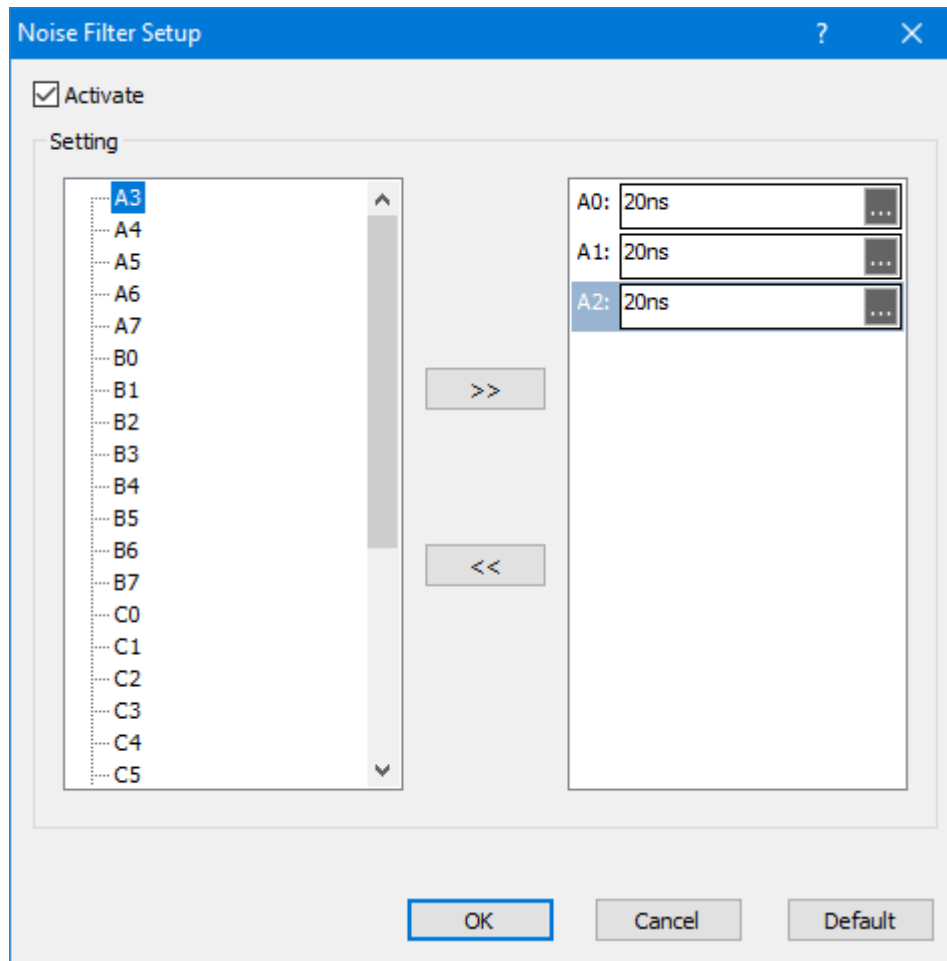 Noise Filter Setup ?
Activate
Setting
A3
A4
A5
A6
A7
B0
B1
B2
B3
B4
B5
B6
B7
C0
C1
C2
C3
C4
C5
>>
<<
A0: 20ns ...
A1: 20ns ...
A2: 20ns ...
OK
Cancel
Default